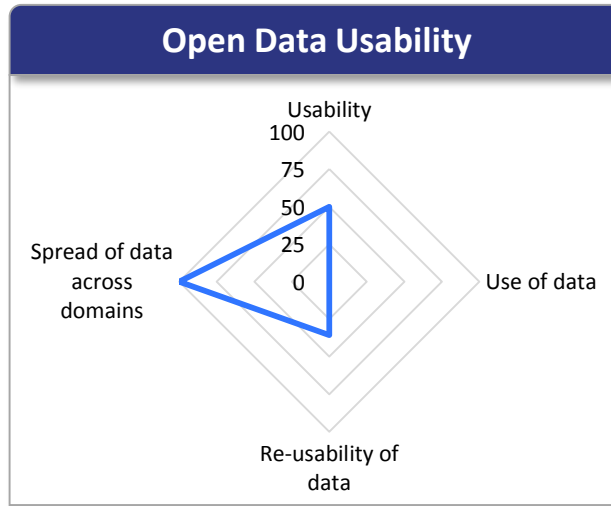 Open Data Usability
Usability
100
75
50
25
0
Spread of data
across
domains
Use of data
Re-usability of
data